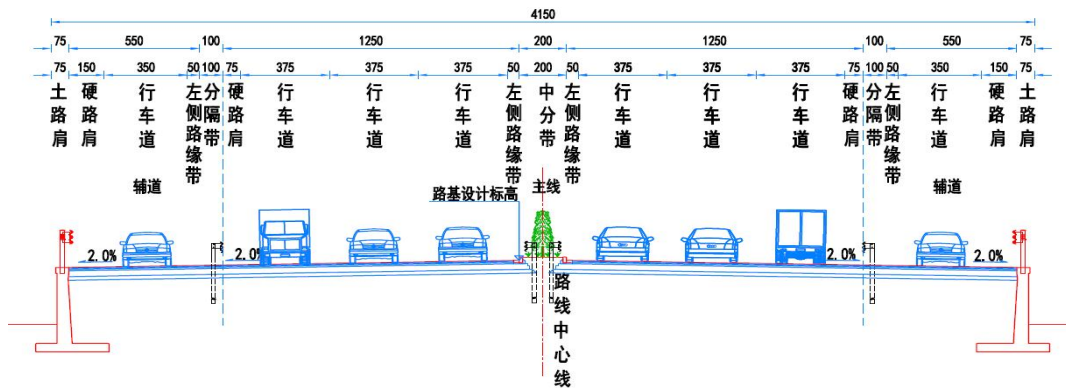 4150
75 550 100 1250 200 1250 100 550 75
75 150 350 50 100 75 375 375 375 50 200 50 375 375 375 75 100 50 350 150 75
土路肩 硬路肩 行车道 左侧路缘带 分隔带 硬路肩 行车道 行车道 行车道 左侧路缘带 中分带 左侧路缘带 行车道 行车道 行车道 硬路肩 分隔带 左侧路缘带 行车道 硬路肩 土路肩
辅道 主线 辅道
路基设计标高
2.0% 2.0% 2.0% 2.0%
路线中心线